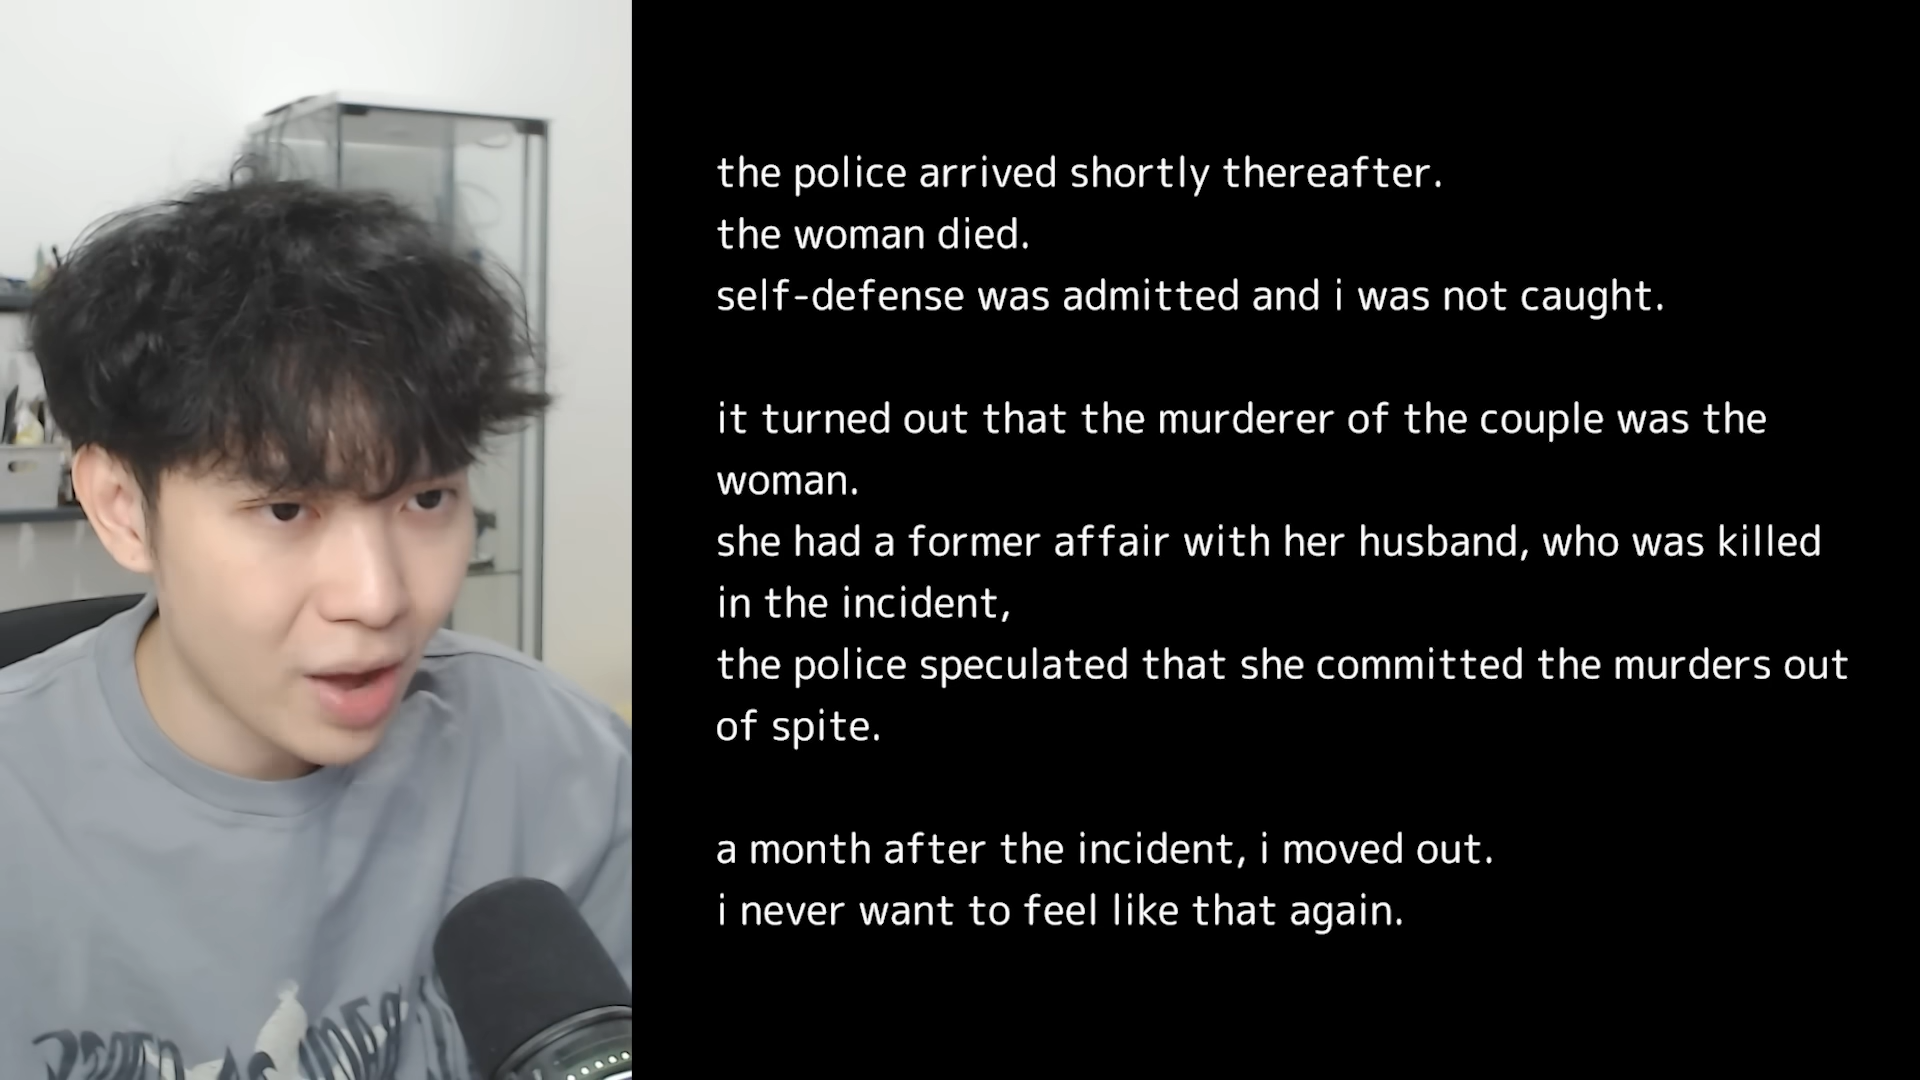 the police arrived shortly thereafter.
the woman died.
self-defense was admitted and i was not caught.
it turned out that the murderer of the couple was the
woman.
she had a former affair with her husband, who was killed
in the incident,
the police speculated that she committed the murders out
of spite.
a month after the incident, i moved out.
i never want to feel like that again.